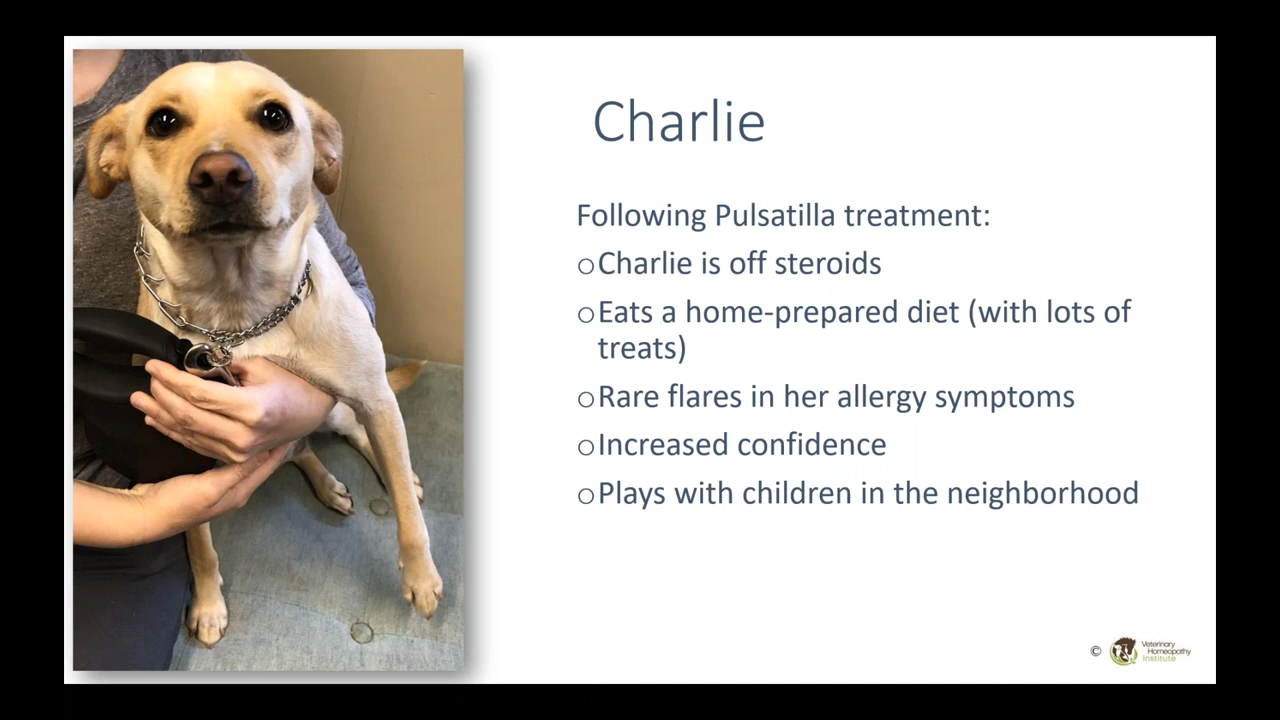 Charlie
Following Pulsatilla treatment:
○Charlie is off steroids
○Eats a home-prepared diet (with lots of
treats)
○Rare flares in her allergy symptoms
○Increased confidence
○Plays with children in the neighborhood
© Veterinary
Homeopathy
Institute